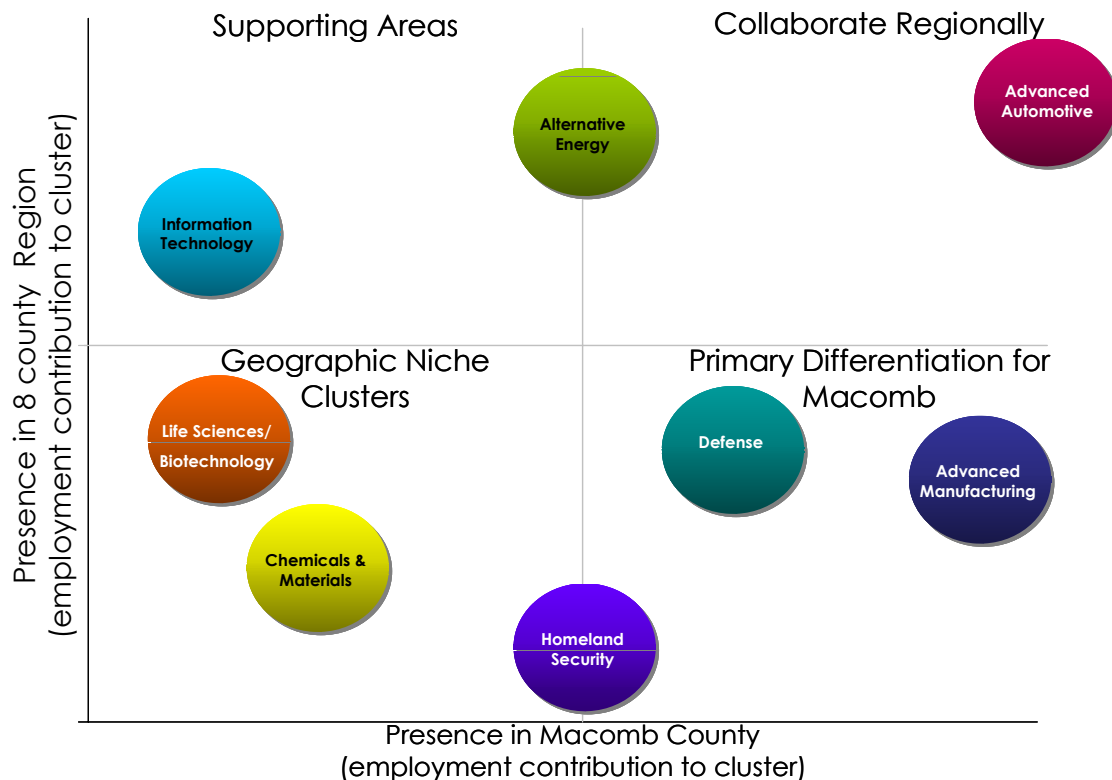 Supporting Areas
Collaborate Regionally
Advanced
Automotive
Alternative
Energy
Information
Technology
Presence in 8 county Region
(employment contribution to cluster)
Geographic Niche
Clusters
Primary Differentiation for
Macomb
Life Sciences/
Biotechnology
Defense
Advanced
Manufacturing
Chemicals &
Materials
Homeland
Security
Presence in Macomb County
(employment contribution to cluster)